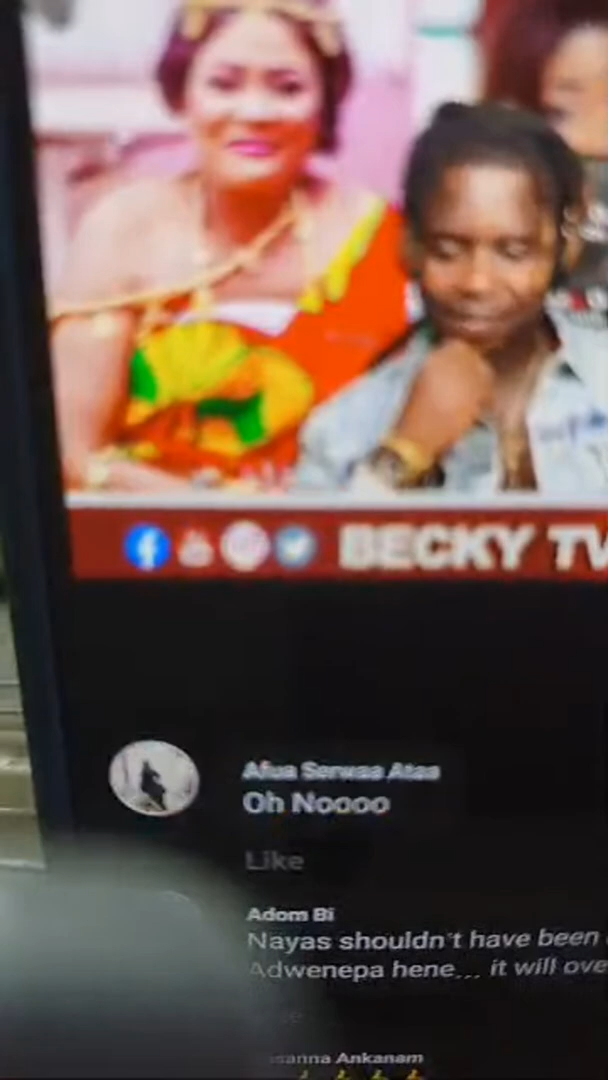 BECKY TV
Afua Serwaa Ataa
Oh Noooo
Like
Adom Bi
Nayas shouldn't have been
Adwenepa hene... it will ove
Ankanam